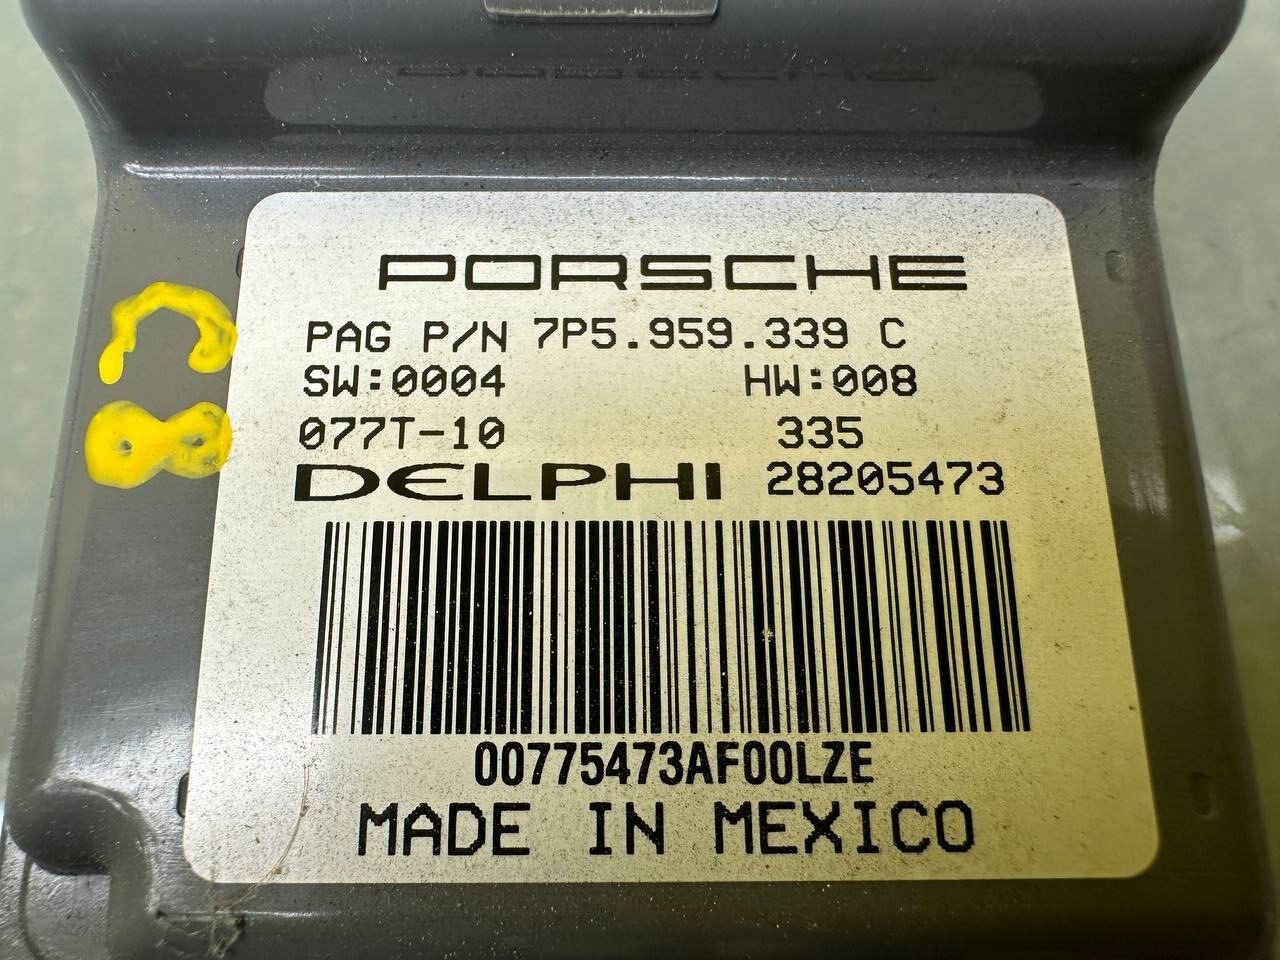 PORSCHE
PAG P/N 7P5.959.339 C
SW:0004 HW:008
077T-10 335
DELPHI 28205473
00775473AF00LZE
MADE IN MEXICO